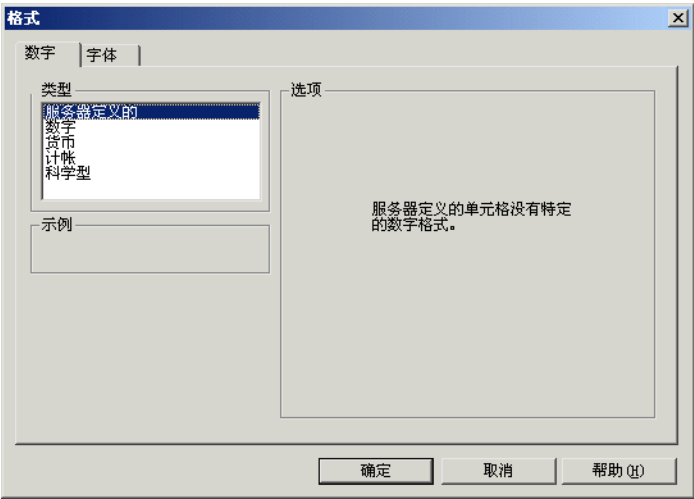 格式
数字
字体
类型
服务器定义的
数字
货币
计帐
科学型
示例
选项
服务器定义的单元格没有特定
的数字格式。
确定
取消
帮助(H)